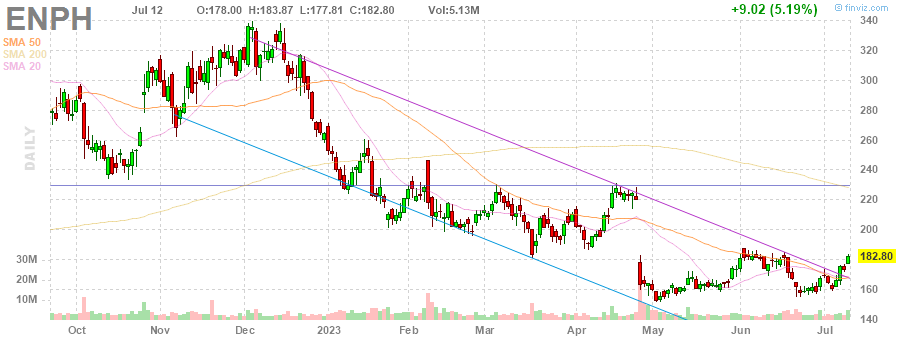 ENPH
Jul 12 O:178.00 H:183.87 L:177.81 C:182.80 Vol:5.13M +9.02 (5.19%)
© finviz.com
SMA 50
SMA 200
SMA 20
DAILY
340
320
300
280
260
240
220
200
182.80
160
140
30M
20M
10M
Oct Nov Dec 2023 Feb Mar Apr May Jun Jul